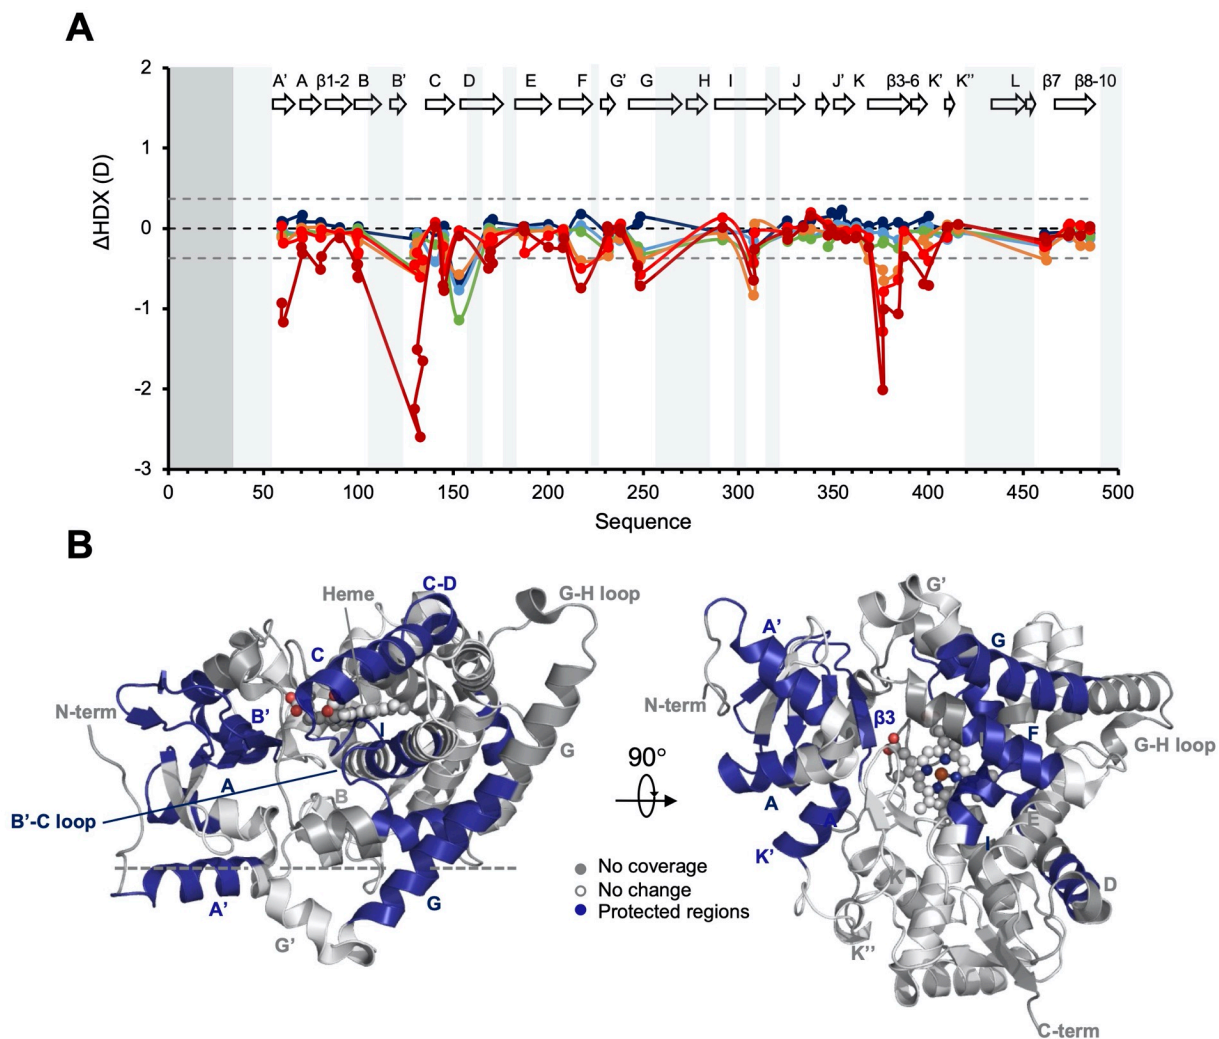 A
A' A β1-2 B B' C D E F G' G H I J J' K β3-6 K' K'' L β7 β8-10
2
1
0
-1
-2
-3
ΔHDX (D)
0 50 100 150 200 250 300 350 400 450 500
Sequence
B
Heme
C-D
G-H loop
C
N-term
B'
I
G
A
B
B'-C loop
A'
G
G'
90°
No coverage
No change
Protected regions
G'
A'
G
N-term
β3
F
G-H loop
A
A
E
K'
I
K
D
K''
C-term